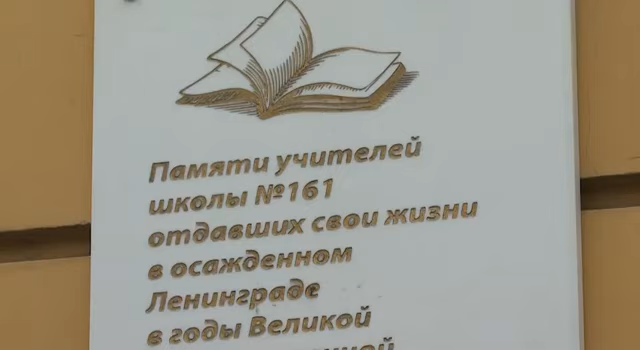 Памяти учителей
школы №161
отдавших свои жизни
в осажденном
Ленинграде
в годы Великой